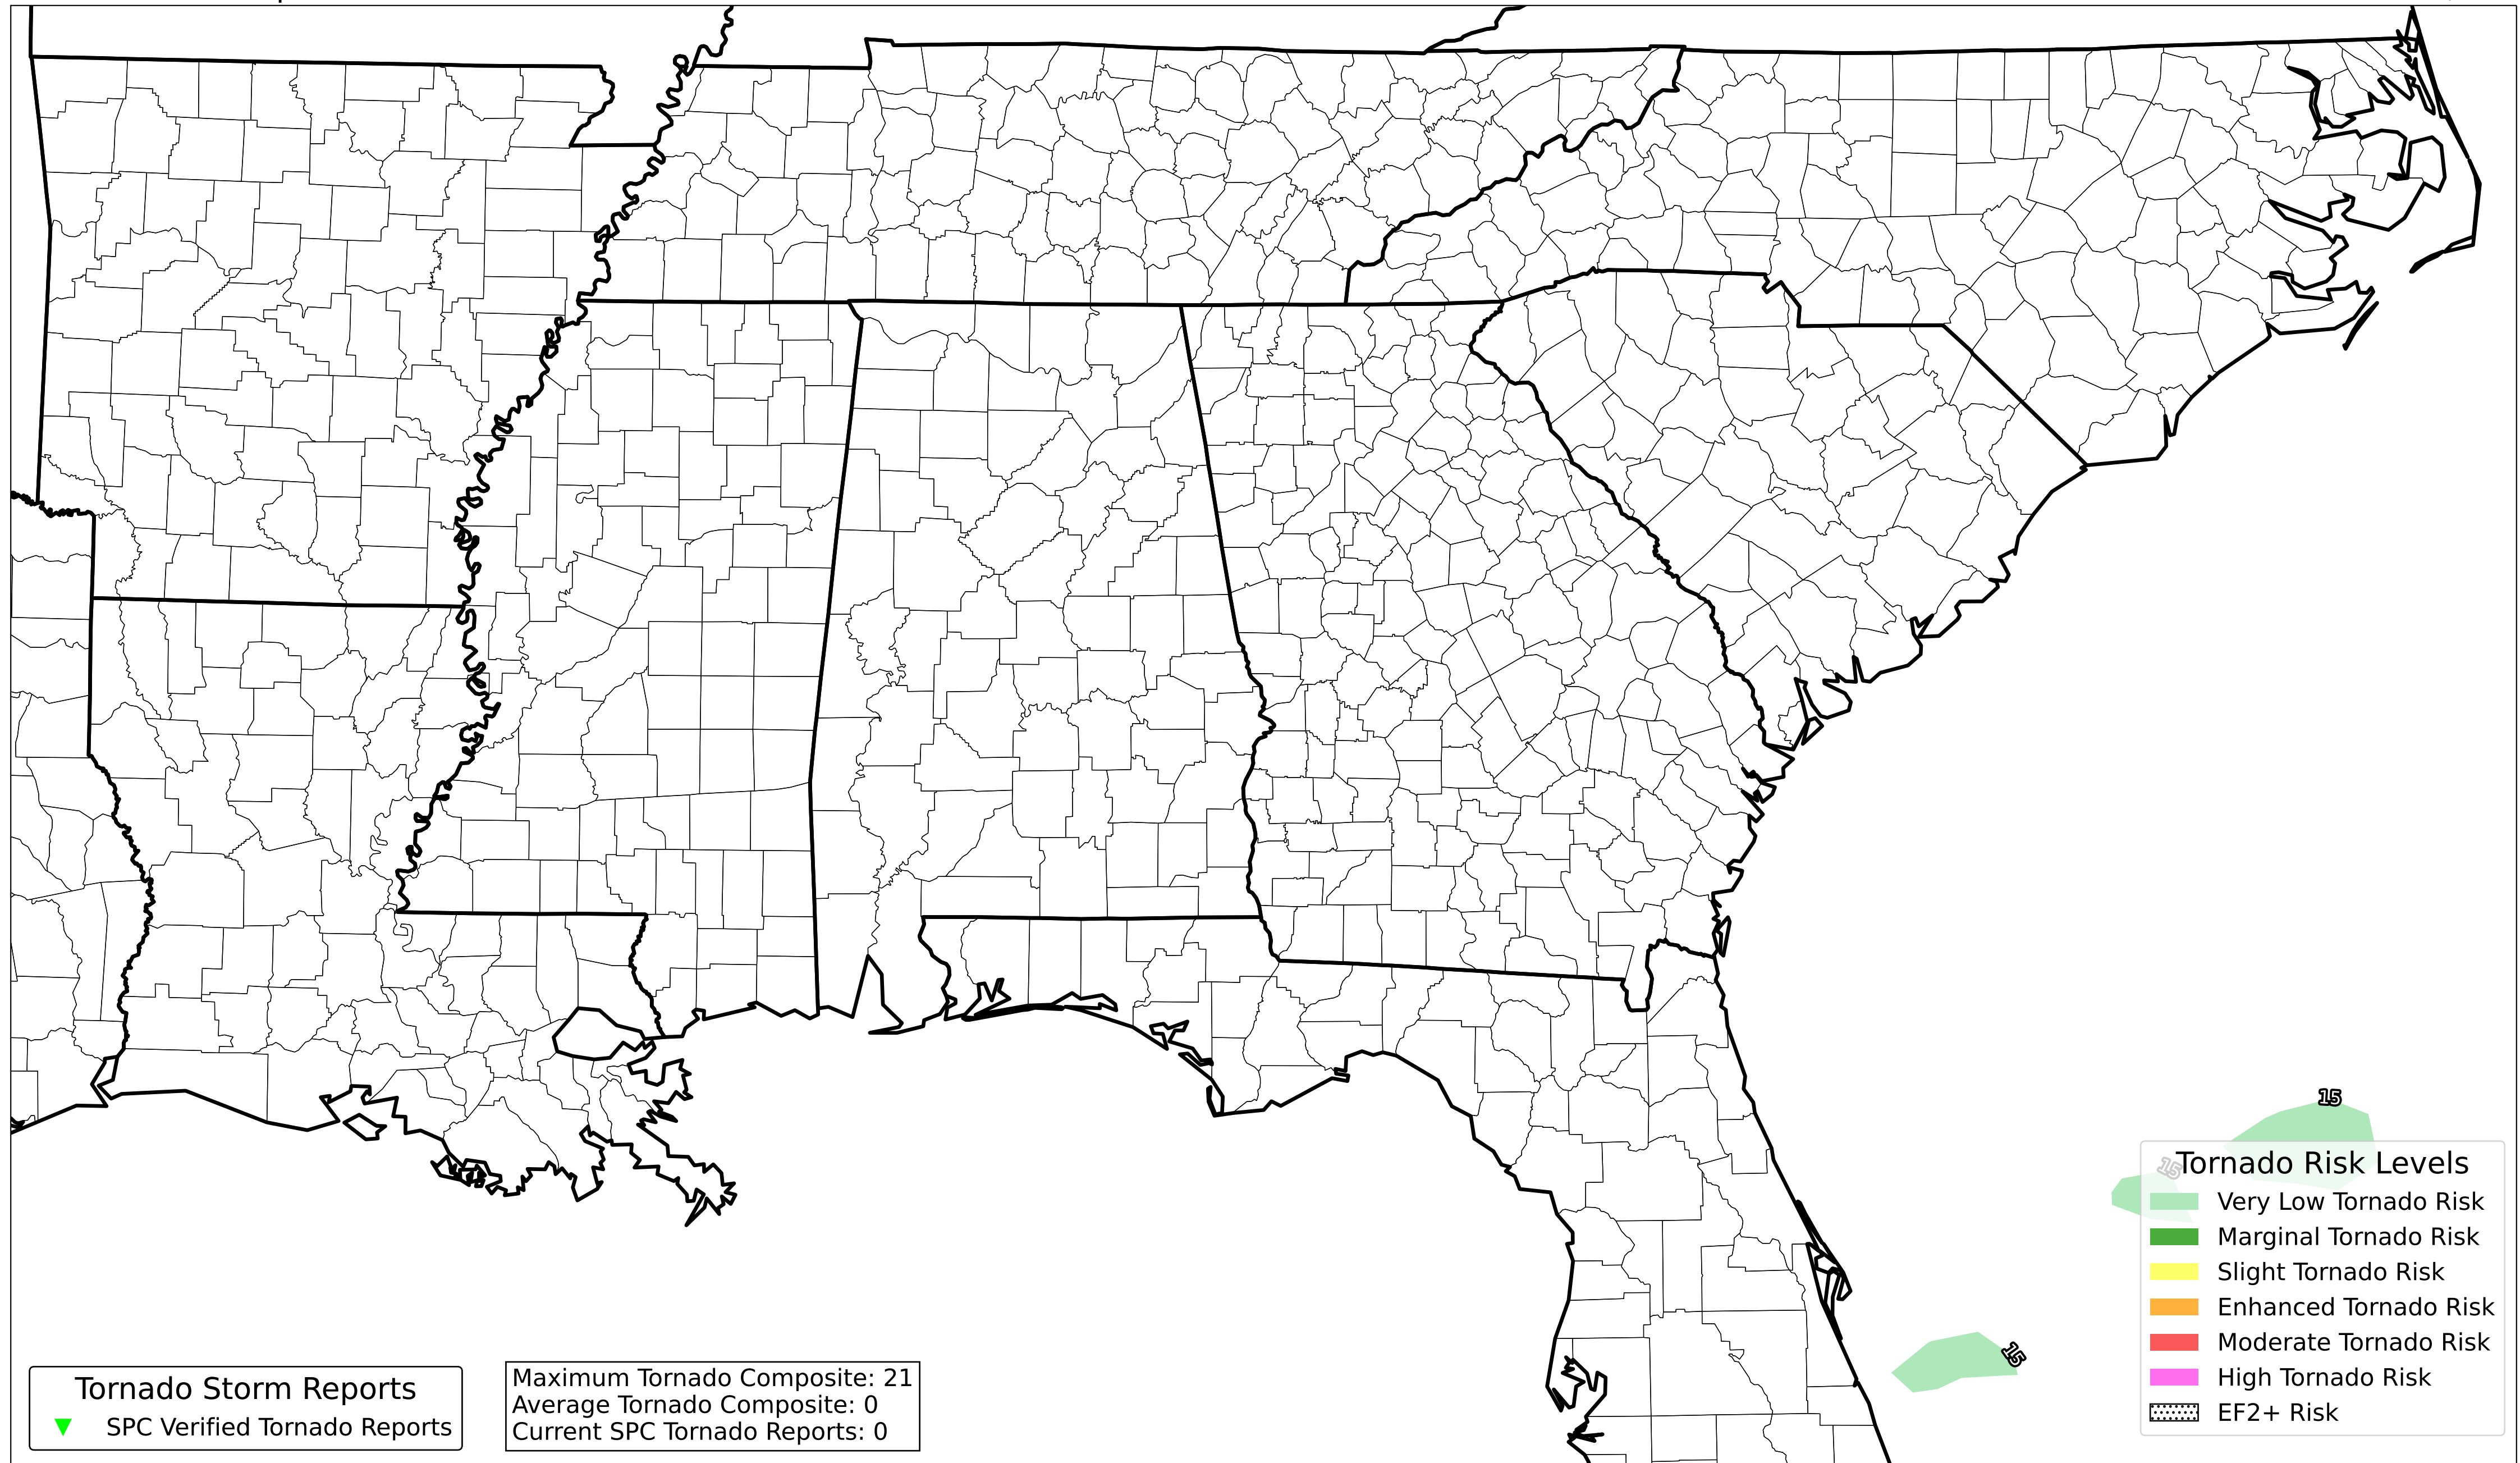 15
15
Tornado Risk Levels
Very Low Tornado Risk
Marginal Tornado Risk
Slight Tornado Risk
Enhanced Tornado Risk
Moderate Tornado Risk
High Tornado Risk
EF2+ Risk
15
Tornado Storm Reports
SPC Verified Tornado Reports
Maximum Tornado Composite: 21
Average Tornado Composite: 0
Current SPC Tornado Reports: 0